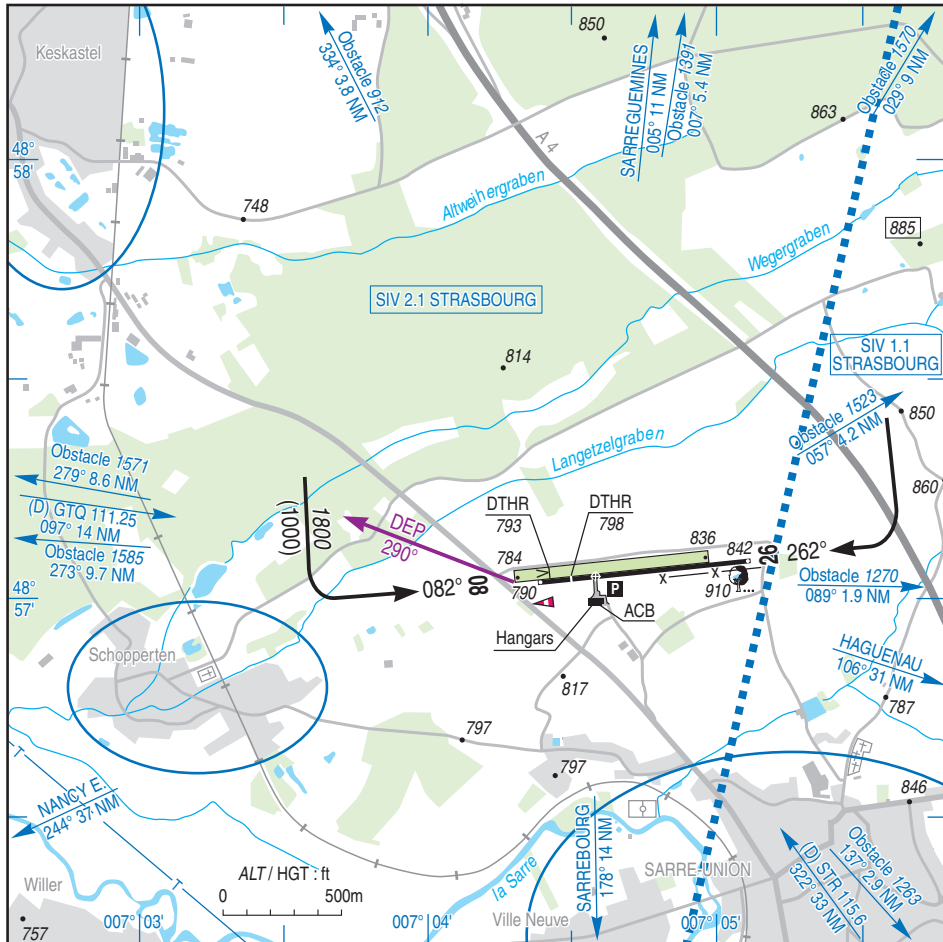 Keskastel
Obstacle 912
334° 3.8 NM
850
SARREGUEMINES
005° 11 NM
Obstacle 1391
007° 5.4 NM
Obstacle 1570
029° 9 NM
863
A 4
48°
58'
Altweihergraben
748
885
Wegergraben
SIV 2.1 STRASBOURG
SIV 1.1
STRASBOURG
814
850
Obstacle 1523
057° 4.2 NM
Langetzelgraben
Obstacle 1571
279° 8.6 NM
(D) GTQ 111.25
097° 14 NM
Obstacle 1585
273° 9.7 NM
860
1800
(1000)
DEP
290°
DTHR
793
DTHR
798
784
836
842
26
262°
082°
08
790
P
910
Obstacle 1270
089° 1.9 NM
48°
57'
Hangars
ACB
Schopperten
HAGUENAU
106° 31 NM
817
787
797
797
846
T
NANCY E.
244° 37 NM
T
la Sarre
SARREBOURG
178° 14 NM
SARRE-UNION
Obstacle 1263
137° 2.9 NM
(D) STR 115.6
322° 33 NM
ALT / HGT : ft
0 500m
Willer
Ville Neuve
007° 03'
007° 04'
007° 05'
757